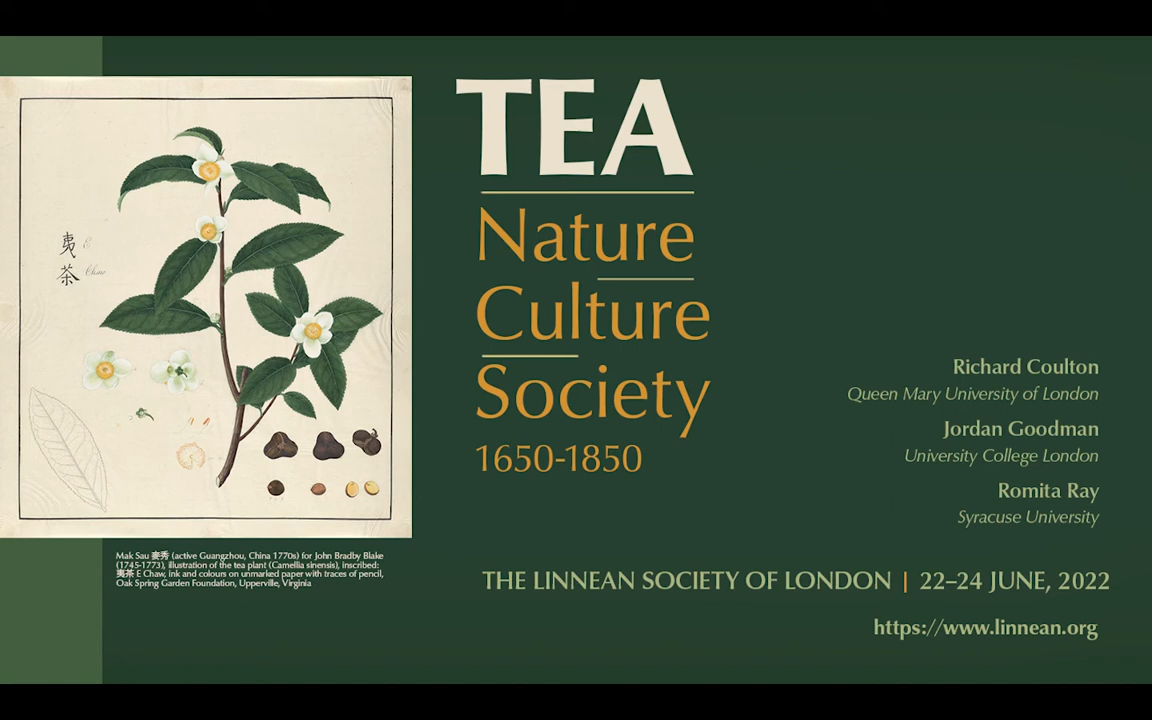 夷 E
茶 Chaw
TEA
Nature
Culture
Society
1650-1850
Richard Coulton
Queen Mary University of London
Jordan Goodman
University College London
Romita Ray
Syracuse University
Mak Sau 麥秀 (active Guangzhou, China 1770s) for John Bradby Blake
(1745-1773), illustration of the tea plant (Camellia sinensis), inscribed:
夷茶 E Chaw, ink and colours on unmarked paper with traces of pencil,
Oak Spring Garden Foundation, Upperville, Virginia
THE LINNEAN SOCIETY OF LONDON | 22–24 JUNE, 2022
https://www.linnean.org